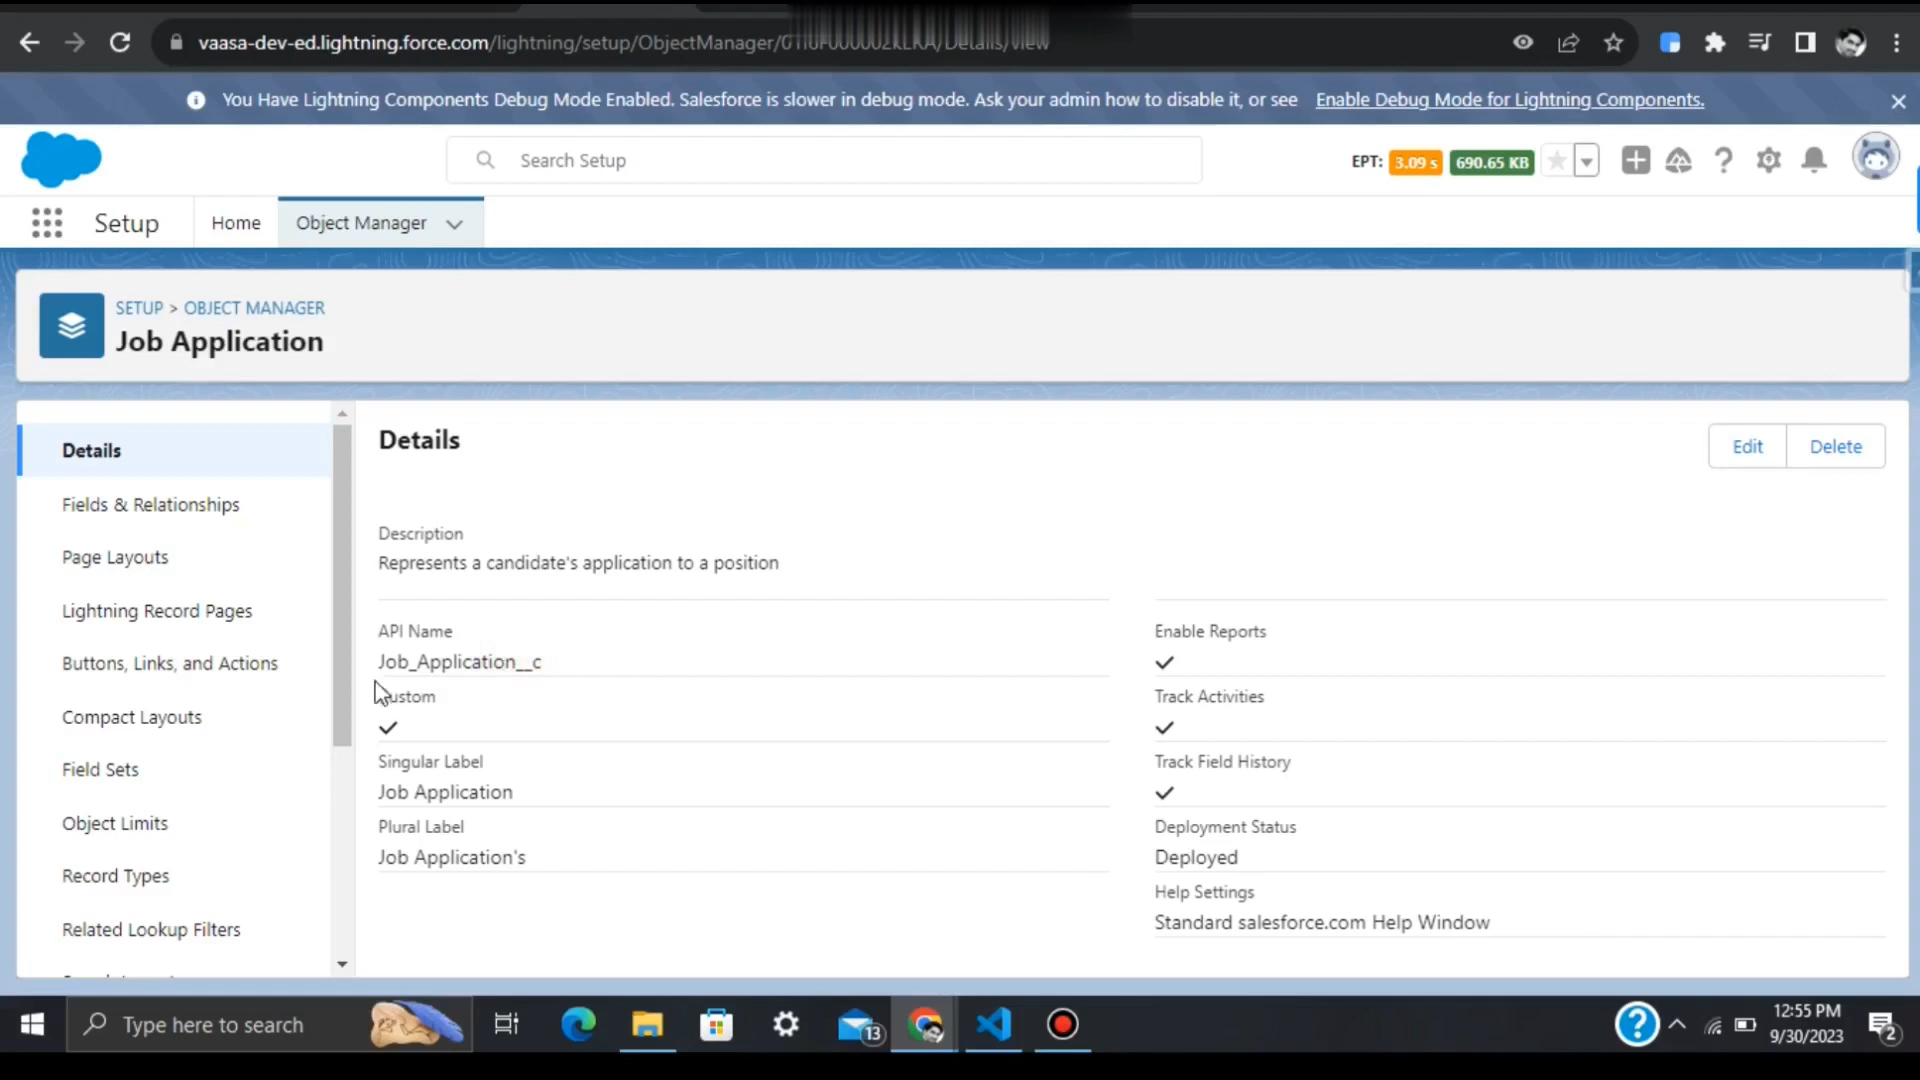 vaasa-dev-ed.lightning.force.com/lightning/setup/ObjectManager/
You Have Lightning Components Debug Mode Enabled. Salesforce is slower in debug mode. Ask your admin how to disable it, or see Enable Debug Mode for Lightning Components.
Search Setup
EPT: 3.09 s 690.65 KB
Setup Home Object Manager
SETUP > OBJECT MANAGER
Job Application
Details
Fields & Relationships
Page Layouts
Lightning Record Pages
Buttons, Links, and Actions
Compact Layouts
Field Sets
Object Limits
Record Types
Related Lookup Filters
Details
Edit Delete
Description
Represents a candidate's application to a position
API Name
Job_Application__c
Custom
Singular Label
Job Application
Plural Label
Job Application's
Enable Reports
Track Activities
Track Field History
Deployment Status
Deployed
Help Settings
Standard salesforce.com Help Window
Type here to search
13
12:55 PM
9/30/2023
2